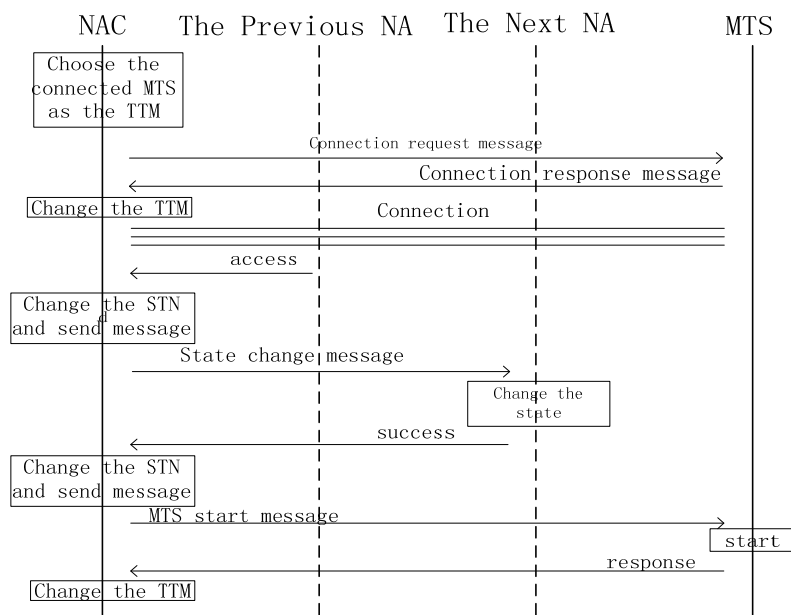 NAC
The Previous NA
The Next NA
MTS
Choose the
connected MTS
as the TTM
Connection request message
Connection response message
Change the TTM
Connection
access
Change the STN
and send message
d
State change message
Change the
state
success
Change the STN
and send message
MTS start message
start
response
Change the TTM